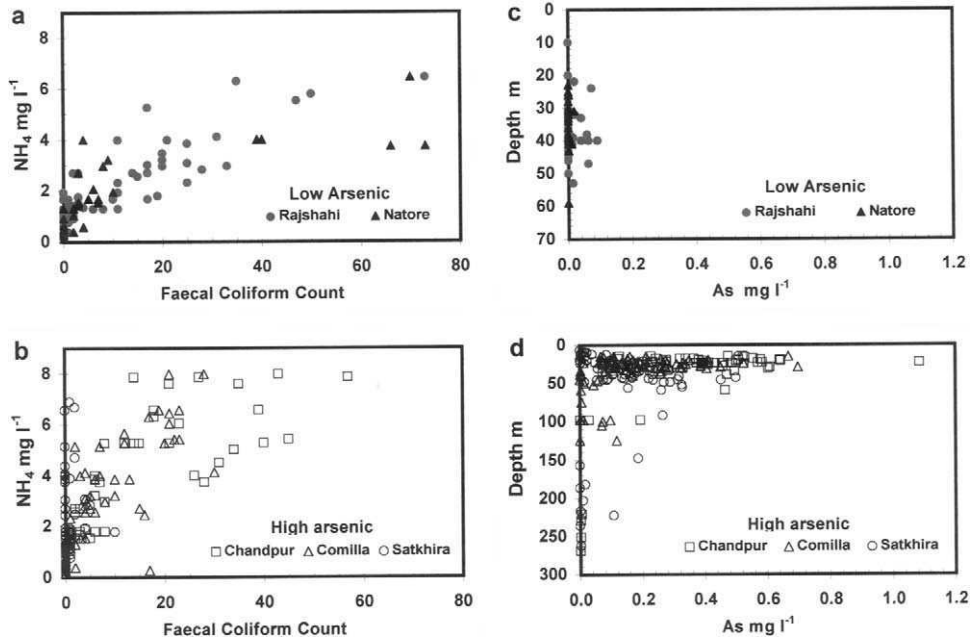 a
8
6
4
2
0
NH4 mg l-1
Low Arsenic
Rajshahi Natore
0 20 40 60 80
Faecal Coliform Count
c
0
10
20
30
40
50
60
70
Depth m
Low Arsenic
Rajshahi Natore
0.0 0.2 0.4 0.6 0.8 1.0 1.2
As mg l-1
b
8
6
4
2
0
NH4 mg l-1
High arsenic
Chandpur Comilla Satkhira
0 20 40 60 80
Faecal Coliform Count
d
0
50
100
150
200
250
300
Depth m
High arsenic
Chandpur Comilla Satkhira
0.0 0.2 0.4 0.6 0.8 1.0 1.2
As mg l-1